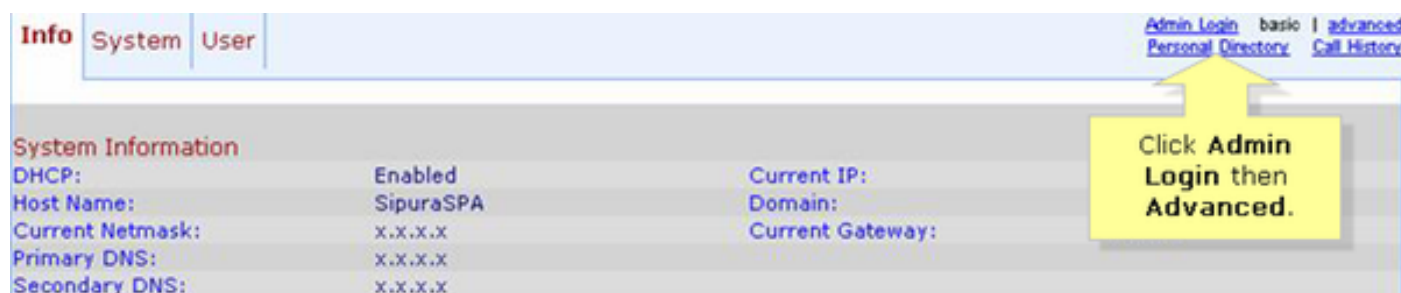 Info System User
Admin Login basic | advanced
Personal Directory Call History
Click Admin
Login then
Advanced.
System Information
DHCP: Enabled Current IP:
Host Name: SipuraSPA Domain:
Current Netmask: x.x.x.x Current Gateway:
Primary DNS: x.x.x.x
Secondary DNS: x.x.x.x